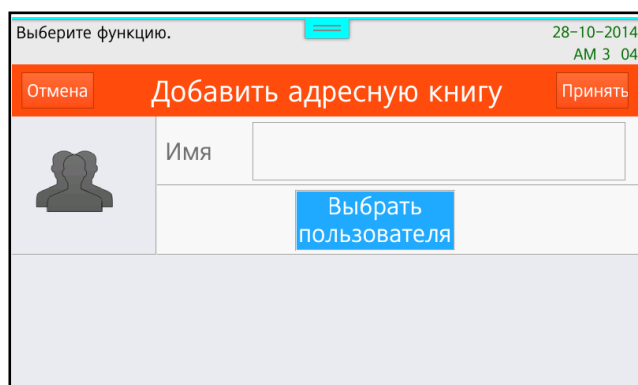 Выберите функцию.
28-10-2014
AM 3 04
Отмена
Добавить адресную книгу
Принять
Имя
Выбрать
пользователя